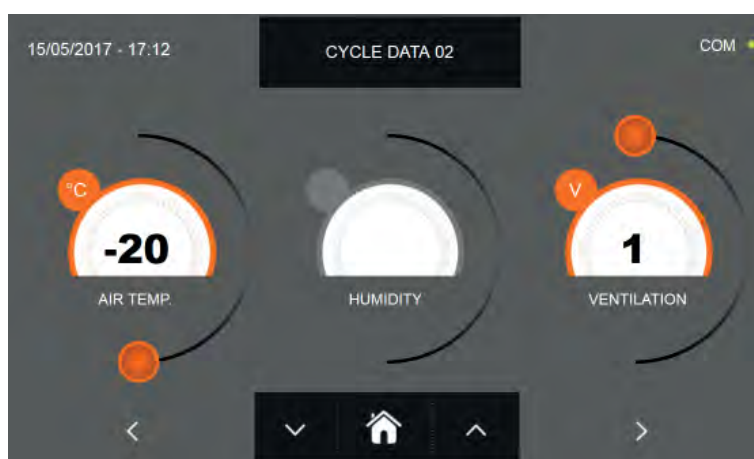 15/05/2017 - 17:12
CYCLE DATA 02
COM
°C
-20
AIR TEMP.
HUMIDITY
V
1
VENTILATION